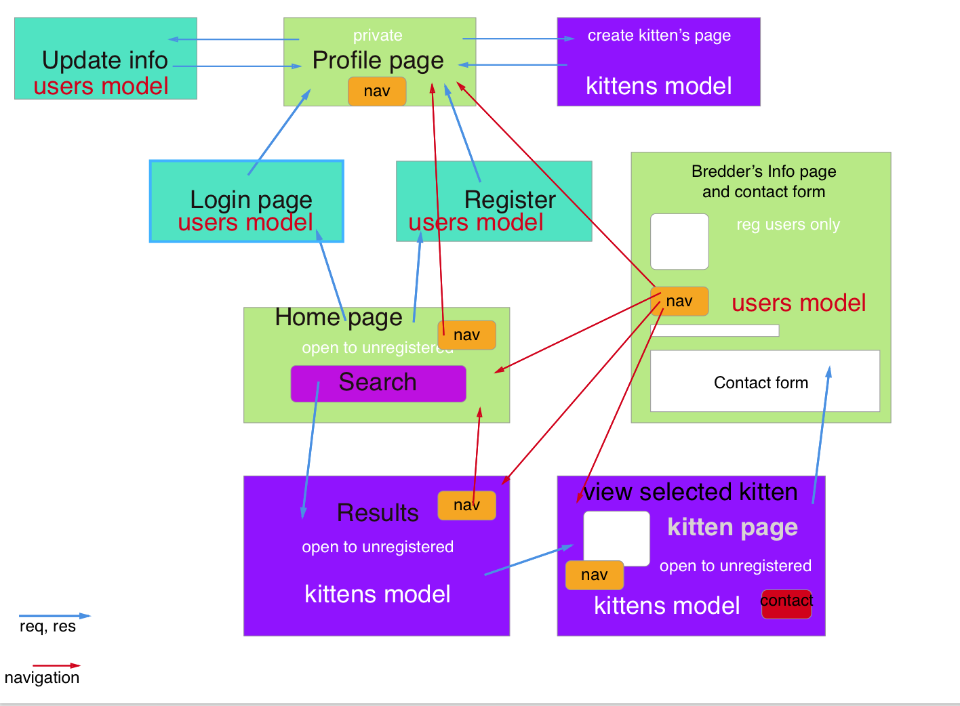 Update info
users model
private
Profile page
nav
create kitten's page
kittens model
Login page
users model
Register
users model
Bredder's Info page
and contact form
reg users only
nav
users model
Contact form
Home page
nav
open to unregistered
Search
Results
nav
open to unregistered
kittens model
view selected kitten
kitten page
open to unregistered
nav
kittens model
contact
req, res
navigation